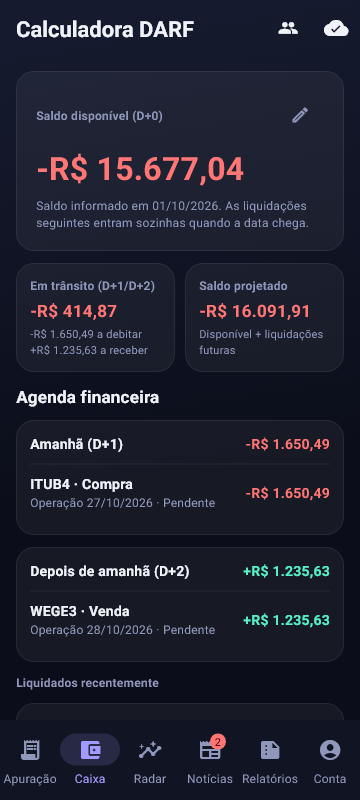 Calculadora DARF
Saldo disponível (D+0)
-R$ 15.677,04
Saldo informado em 01/10/2026. As liquidações
seguintes entram sozinhas quando a data chega.
Em trânsito (D+1/D+2)
-R$ 414,87
-R$ 1.650,49 a debitar
+R$ 1.235,63 a receber
Saldo projetado
-R$ 16.091,91
Disponível + liquidações
futuras
Agenda financeira
Amanhã (D+1)
-R$ 1.650,49
ITUB4 · Compra
Operação 27/10/2026 · Pendente
-R$ 1.650,49
Depois de amanhã (D+2)
+R$ 1.235,63
WEGE3 · Venda
Operação 28/10/2026 · Pendente
+R$ 1.235,63
Liquidados recentemente
2
Apuração
Caixa
Radar
Notícias
Relatórios
Conta